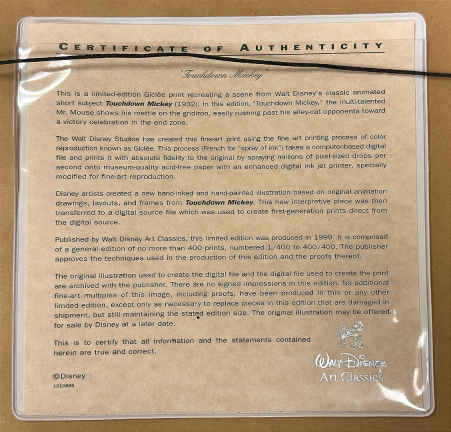 CERTIFICATE OF AUTHENTICITY
"Touchdown Mickey"
This is a limited-edition Giclée print recreating a scene from Walt Disney's classic animated
short subject Touchdown Mickey (1932). In this edition, "Touchdown Mickey," the multitalented
Mr. Mouse shows his mettle on the gridiron, easily rushing past his alley-cat opponents toward
a victory celebration in the end zone.
The Walt Disney Studios has created this fine-art print using the fine art printing process of color
reproduction known as Giclée. This process (French for "spray of ink") takes a computer-based digital
file and prints it with absolute fidelity to the original by spraying millions of pixel-sized drops per
second onto museum-quality acid-free paper with an enhanced digital ink jet printer, specially
modified for fine-art reproduction.
Disney artists created a new hand-inked and hand-painted illustration based on original animation
drawings, layouts, and frames from Touchdown Mickey. This new interpretive piece was then
transferred to a digital source file which was used to create first-generation prints direct from
the digital source.
Published by Walt Disney Art Classics, this limited edition was produced in 1999. It is comprised
of a general edition of no more than 400 prints, numbered 1/400 to 400/400. The publisher
approves the techniques used in the production of this edition and the proofs thereof.
The original illustration used to create the digital file and the digital file used to create the print
are archived with the publisher. There are no signed impressions in this edition. No additional
fine-art multiples of this image, including proofs, have been produced in this or any other
limited edition, except only as necessary to replace pieces in this edition that are damaged in
shipment, but still maintaining the stated edition size. The original illustration may be offered
for sale by Disney at a later date.
This is to certify that all information and the statements contained
herein are true and correct.
©Disney
WALT DISNEY
ART CLASSICS